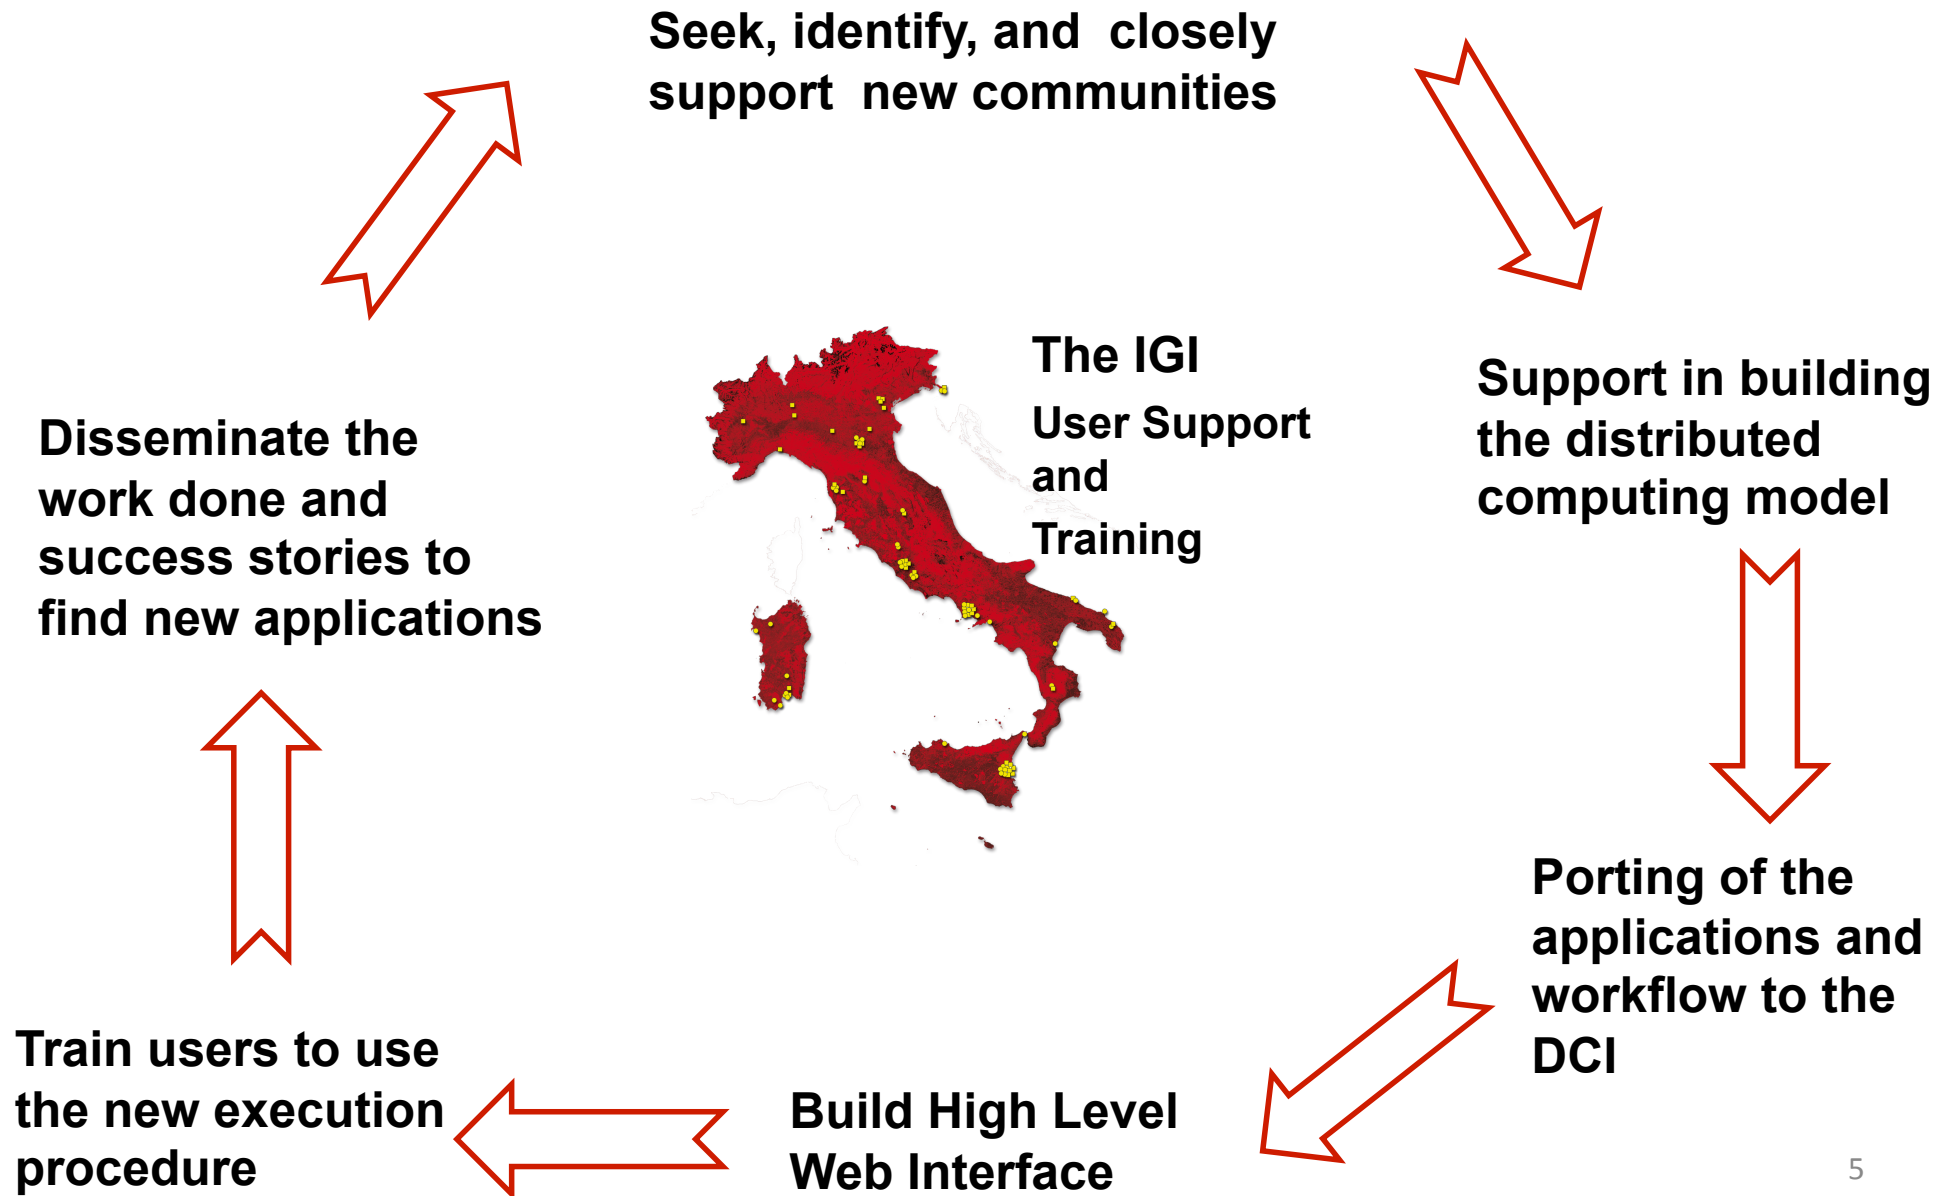 Seek, identify, and closely
support new communities
The IGI
User Support
and
Training
Support in building
the distributed
computing model
Disseminate the
work done and
success stories to
find new applications
Porting of the
applications and
workflow to the
DCI
Train users to use
the new execution
procedure
Build High Level
Web Interface
5